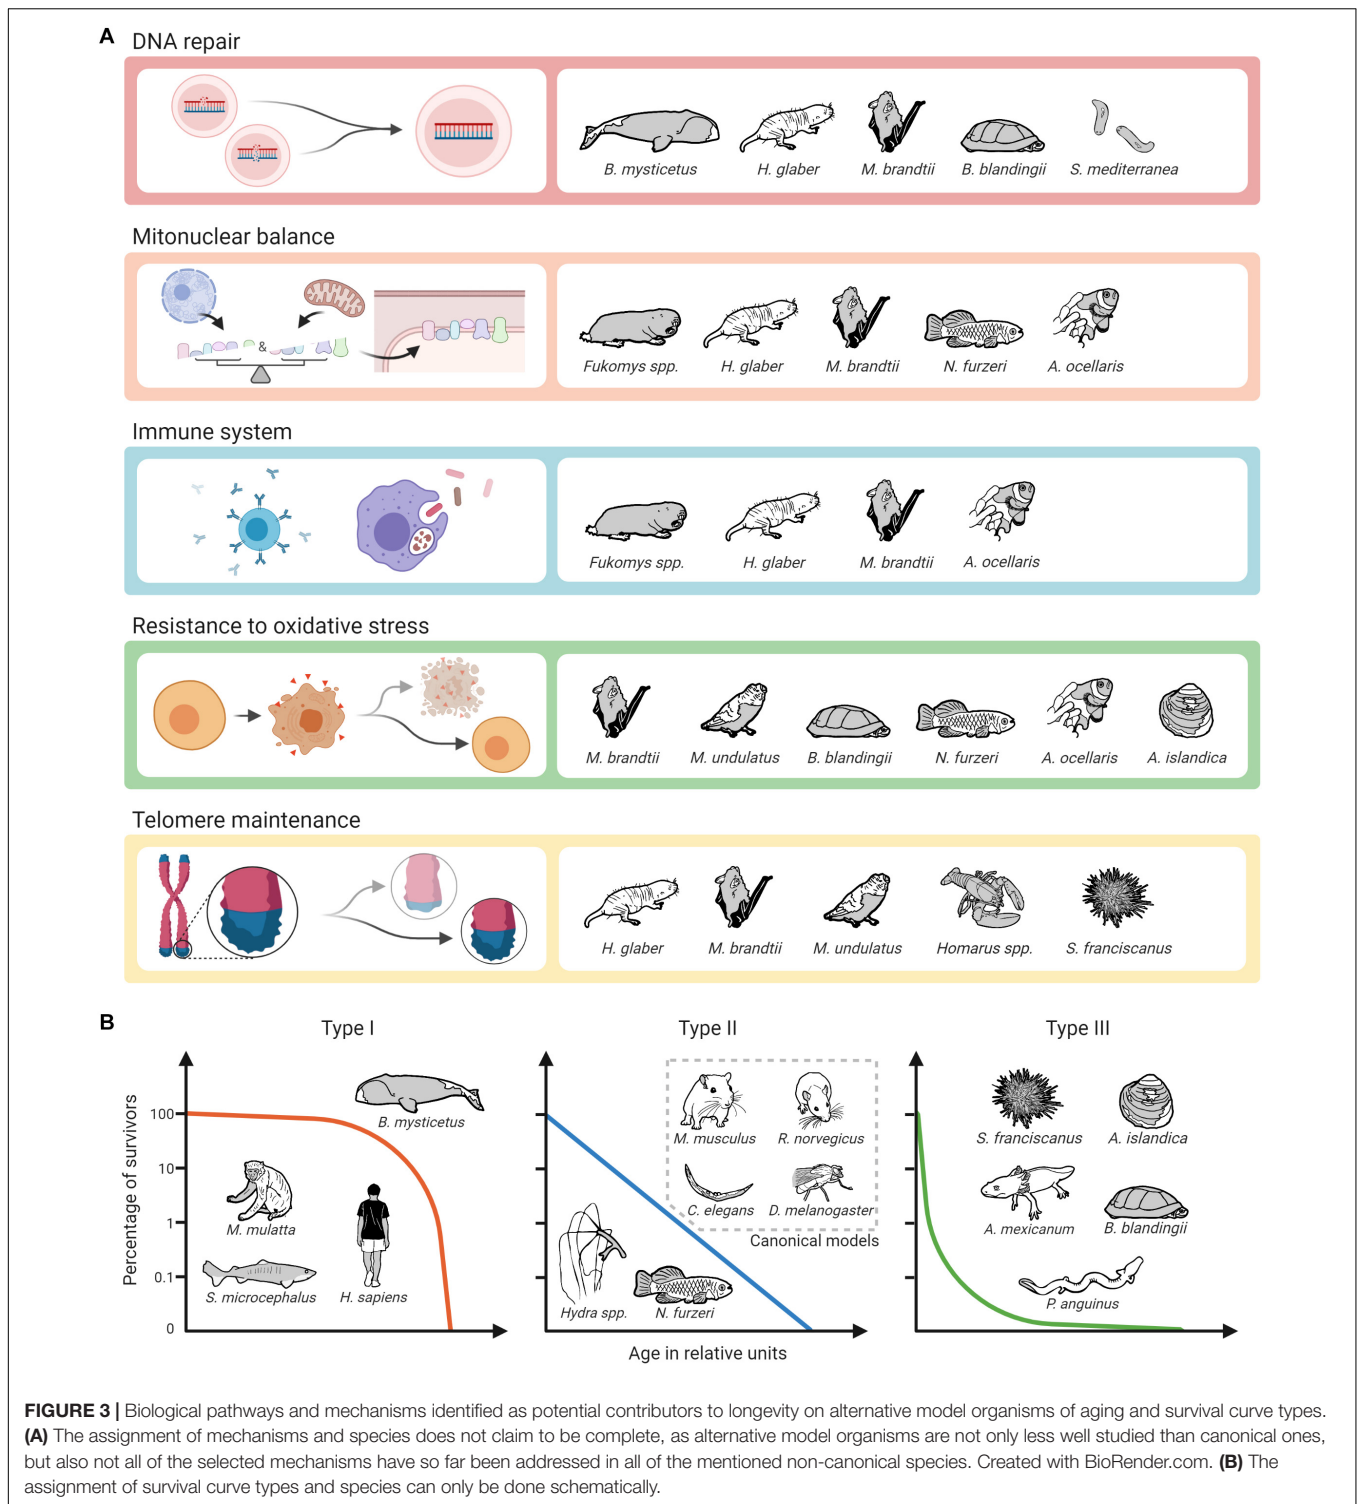 A
DNA repair
B. mysticetus
H. glaber
M. brandtii
B. blandingii
S. mediterranea
Mitonuclear balance
&
Fukomys spp.
H. glaber
M. brandtii
N. furzeri
A. ocellaris
Immune system
Fukomys spp.
H. glaber
M. brandtii
A. ocellaris
Resistance to oxidative stress
M. brandtii
M. undulatus
B. blandingii
N. furzeri
A. ocellaris
A. islandica
Telomere maintenance
H. glaber
M. brandtii
M. undulatus
Homarus spp.
S. franciscanus
B
Type I
Percentage of survivors
100
10
1
0.1
0
B. mysticetus
M. mulatta
S. microcephalus
H. sapiens
Type II
M. musculus
R. norvegicus
C. elegans
D. melanogaster
Canonical models
Hydra spp.
N. furzeri
Age in relative units
Type III
S. franciscanus
A. islandica
A. mexicanum
B. blandingii
P. anguinus
FIGURE 3 | Biological pathways and mechanisms identified as potential contributors to longevity on alternative model organisms of aging and survival curve types.
(A) The assignment of mechanisms and species does not claim to be complete, as alternative model organisms are not only less well studied than canonical ones,
but also not all of the selected mechanisms have so far been addressed in all of the mentioned non-canonical species. Created with BioRender.com. (B) The
assignment of survival curve types and species can only be done schematically.